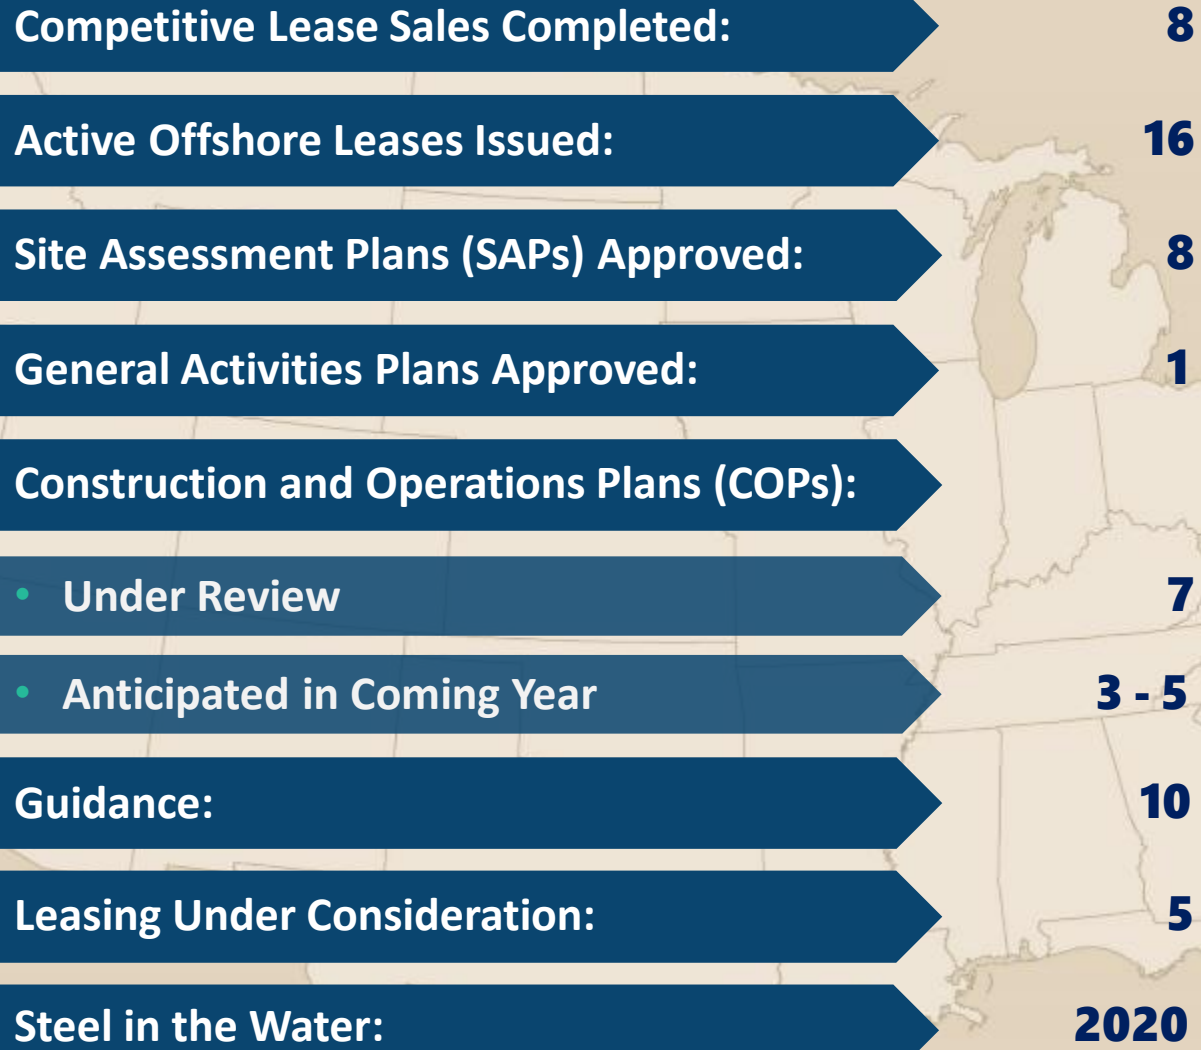 Competitive Lease Sales Completed: 8
Active Offshore Leases Issued: 16
Site Assessment Plans (SAPs) Approved: 8
General Activities Plans Approved: 1
Construction and Operations Plans (COPs):
• Under Review 7
• Anticipated in Coming Year 3 - 5
Guidance: 10
Leasing Under Consideration: 5
Steel in the Water: 2020